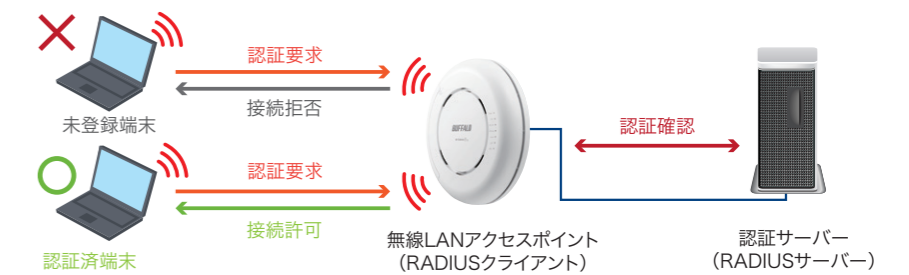 認証要求
接続拒否
未登録端末
認証要求
接続許可
認証済端末
BUFFALO
無線LANアクセスポイント
（RADIUSクライアント）
認証確認
認証サーバー
（RADIUSサーバー）